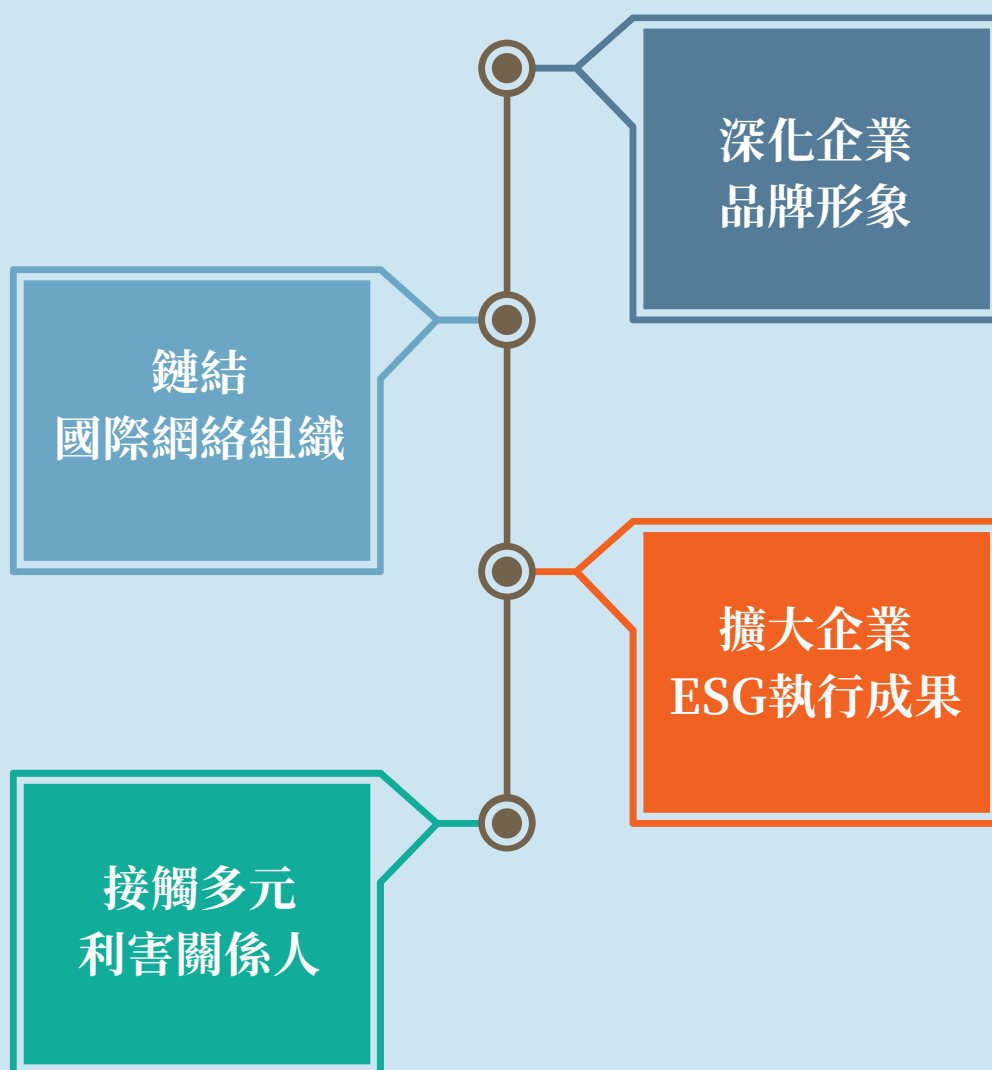 深化企業
品牌形象
鏈結
國際網絡組織
擴大企業
ESG執行成果
接觸多元
利害關係人